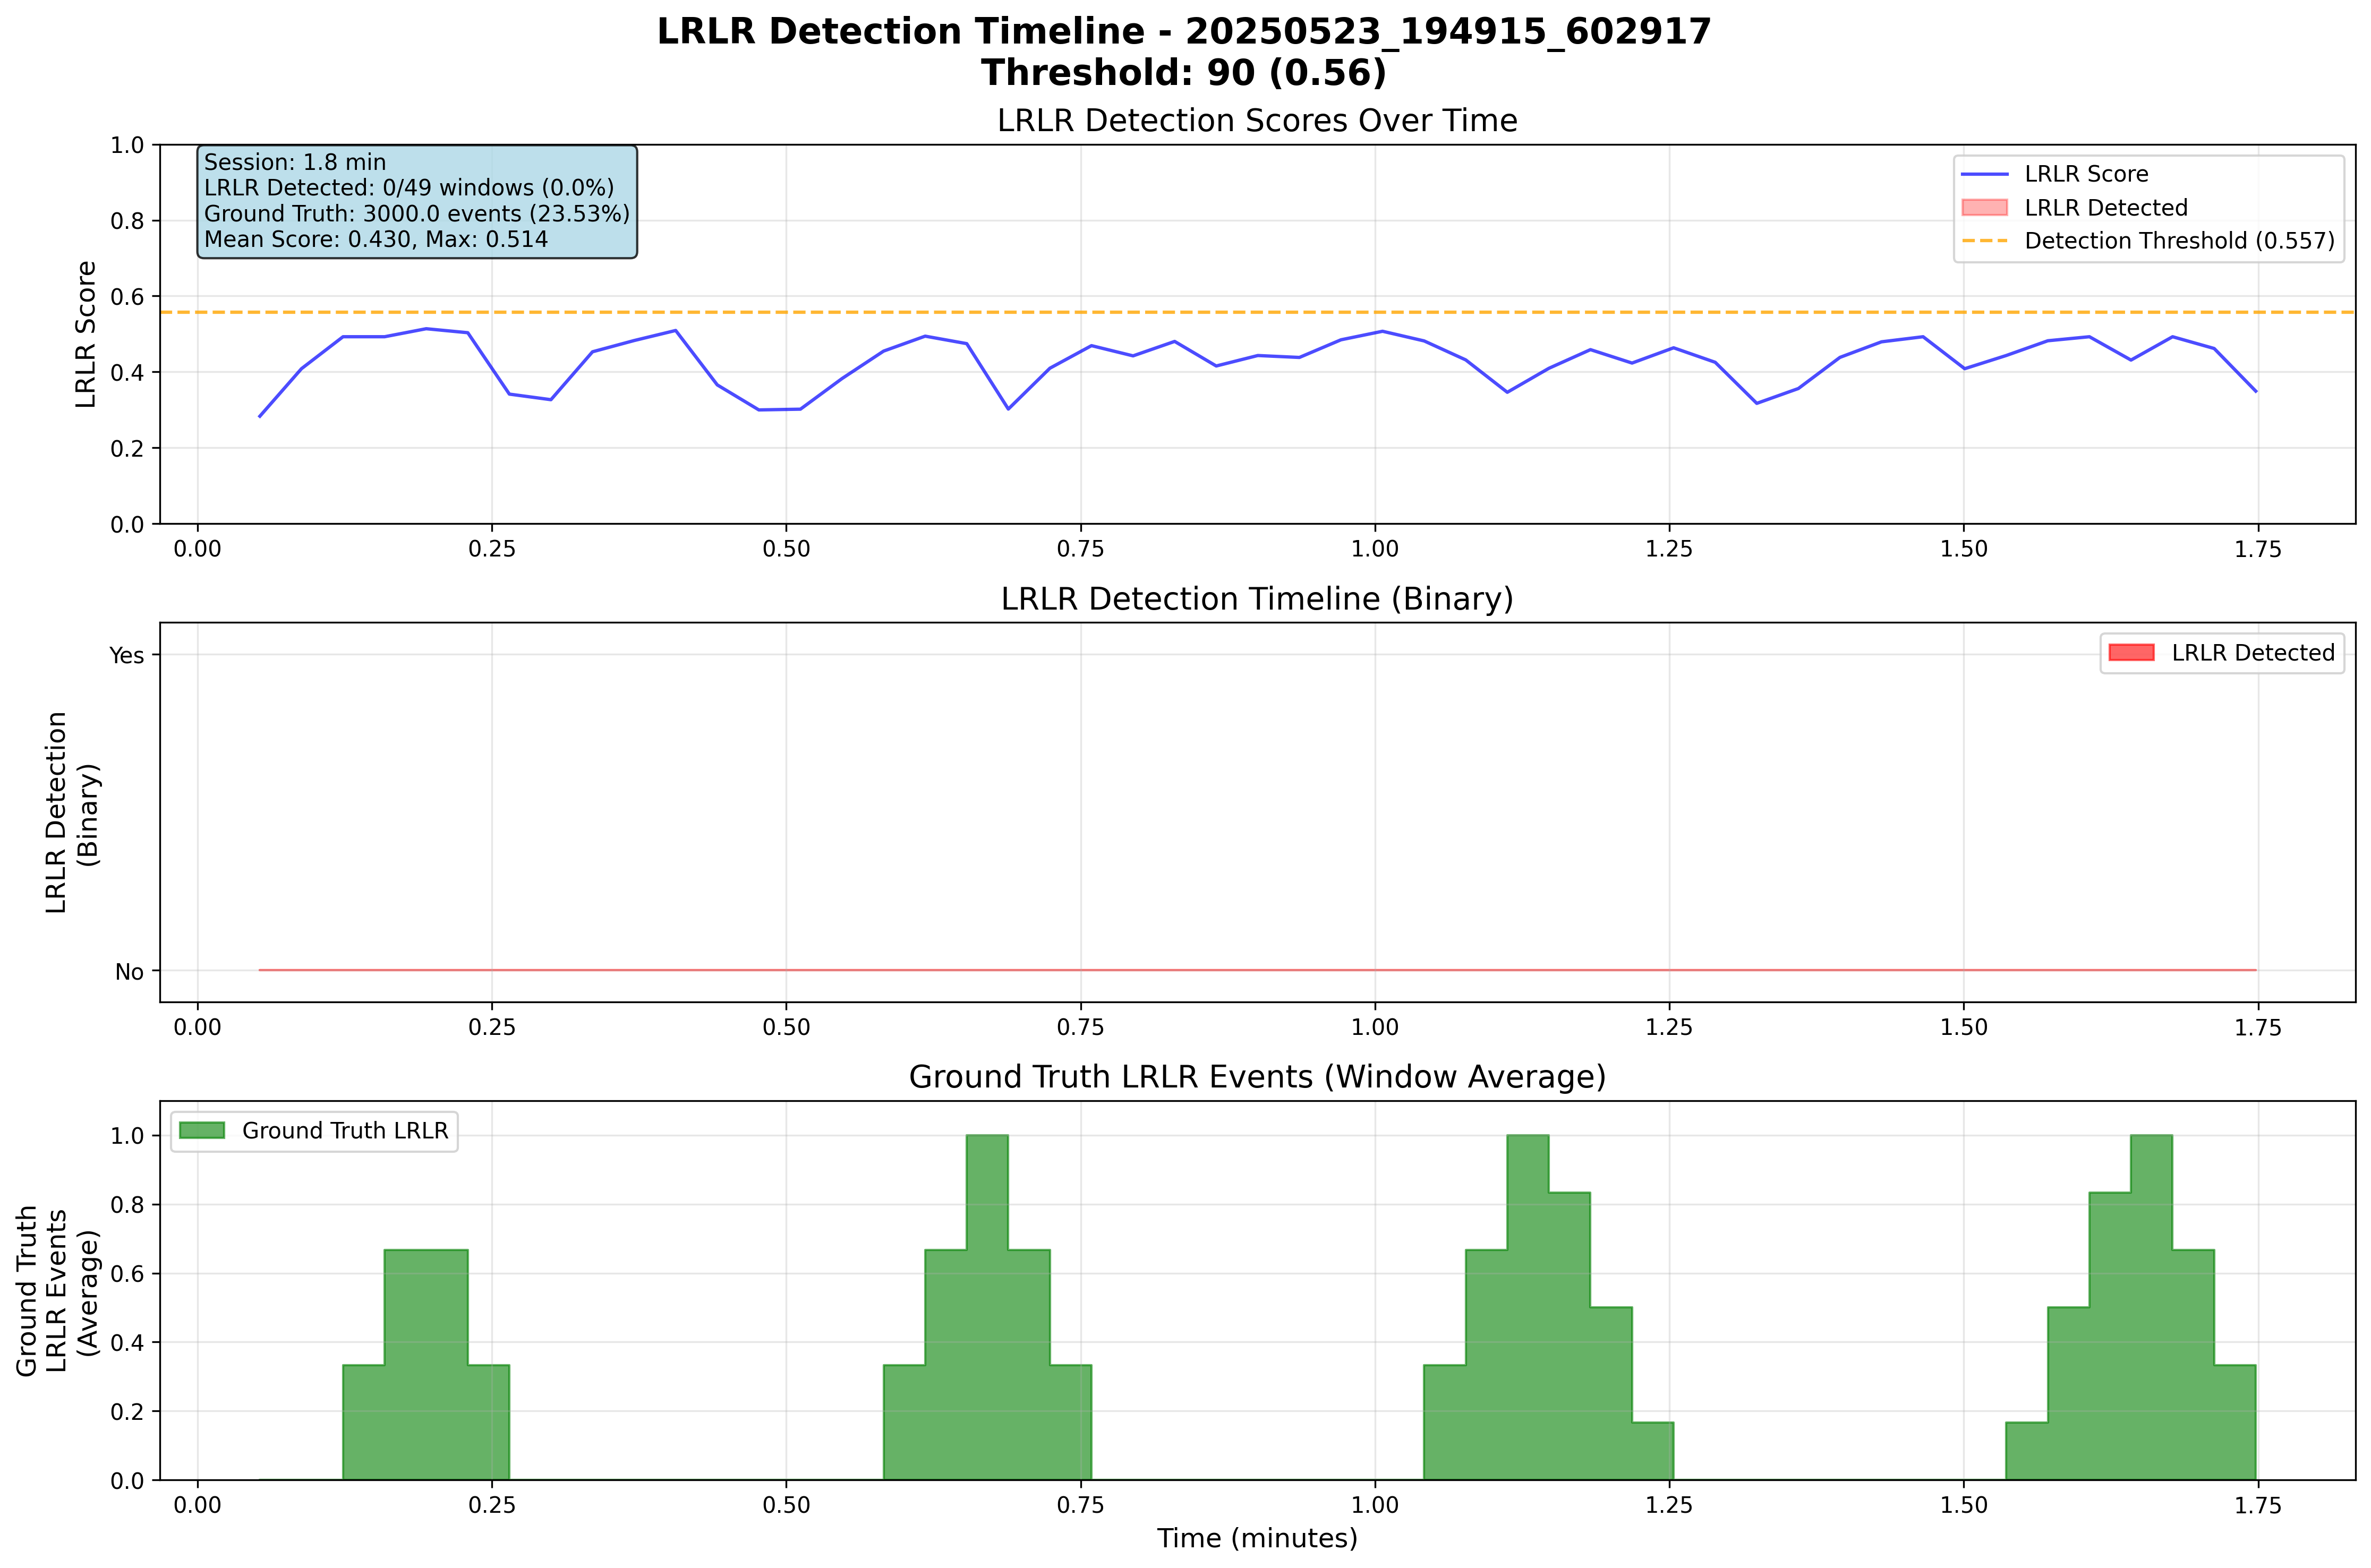 LRLR Detection Timeline - 20250523_194915_602917
Threshold: 90 (0.56)
LRLR Detection Scores Over Time
LRLR Score
1.0
0.8
0.6
0.4
0.2
0.0
Session: 1.8 min
LRLR Detected: 0/49 windows (0.0%)
Ground Truth: 3000.0 events (23.53%)
Mean Score: 0.430, Max: 0.514
LRLR Score
LRLR Detected
Detection Threshold (0.557)
0.00 0.25 0.50 0.75 1.00 1.25 1.50 1.75
LRLR Detection Timeline (Binary)
LRLR Detection
(Binary)
Yes
No
LRLR Detected
0.00 0.25 0.50 0.75 1.00 1.25 1.50 1.75
Ground Truth LRLR Events (Window Average)
Ground Truth
LRLR Events
(Average)
1.0
0.8
0.6
0.4
0.2
0.0
Ground Truth LRLR
0.00 0.25 0.50 0.75 1.00 1.25 1.50 1.75
Time (minutes)